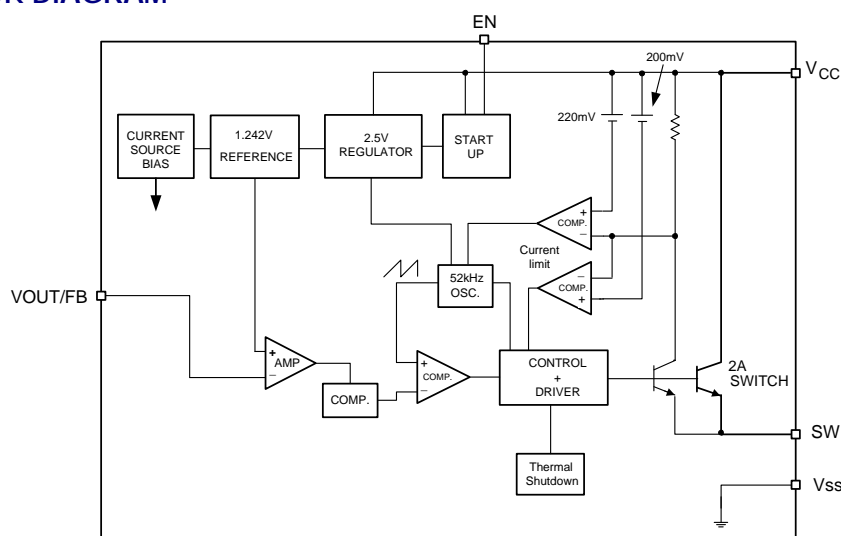 EN
200mV
VCC
220mV
CURRENT
SOURCE
BIAS
1.242V
REFERENCE
2.5V
REGULATOR
START
UP
+
COMP.
–
Current
limit
–
COMP.
+
52kHz
OSC.
VOUT/FB
+
AMP
–
COMP.
+
COMP.
–
CONTROL
+
DRIVER
2A
SWITCH
SW
Thermal
Shutdown
Vss